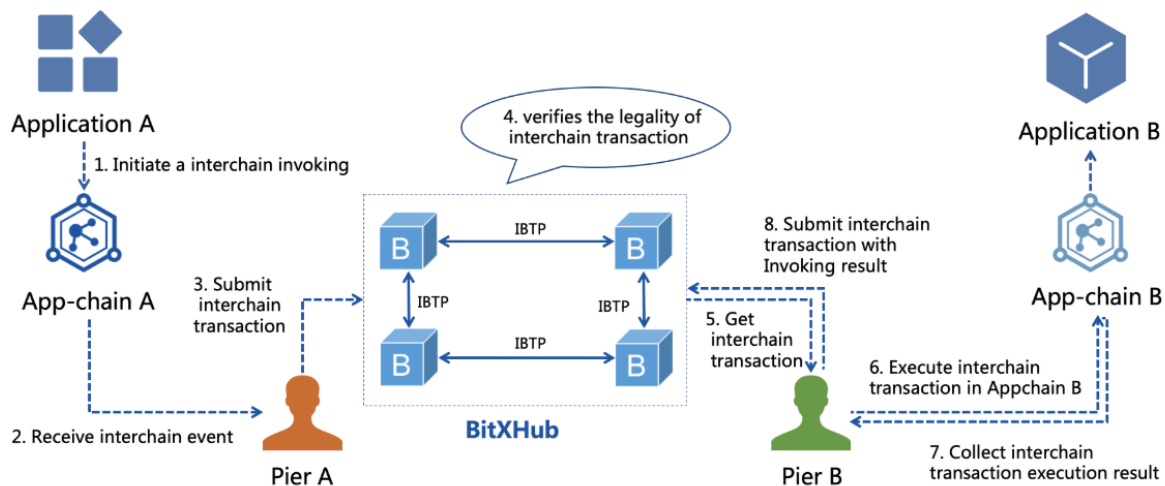 Application A
1. Initiate a interchain invoking
App-chain A
2. Receive interchain event
3. Submit
interchain
transaction
Pier A
4. verifies the legality of
interchain transaction
B
IBTP
B
IBTP
IBTP
B
IBTP
B
BitXHub
8. Submit interchain
transaction with
Invoking result
5. Get
interchain
transaction
Pier B
6. Execute interchain
transaction in Appchain B
7. Collect interchain
transaction execution result
Application B
App-chain B